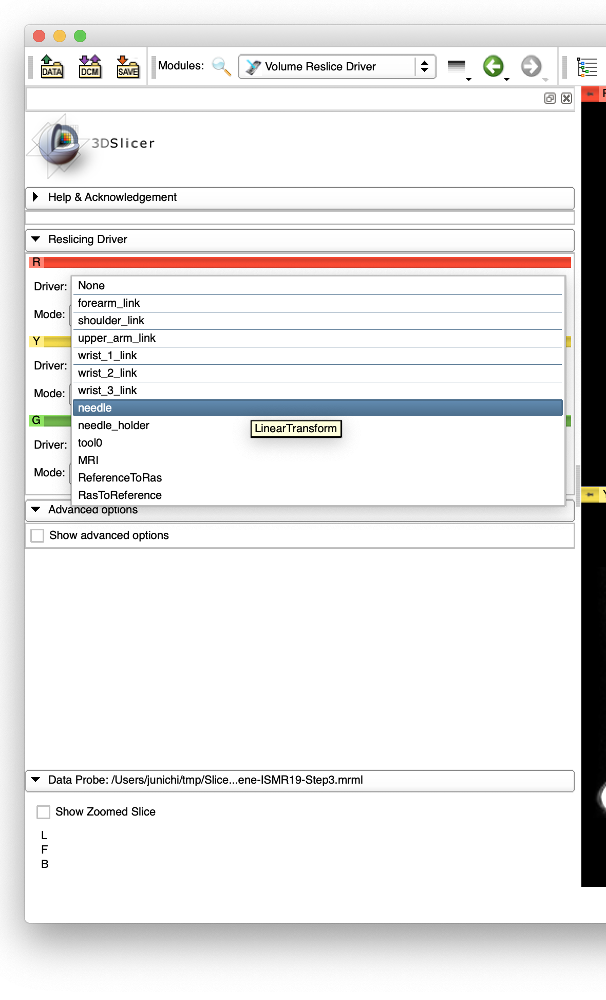 DATA DCM SAVE Modules: Volume Reslice Driver
3DSlicer
Help & Acknowledgement
Reslicing Driver
R
Driver:
None
forearm_link
Mode:
shoulder_link
upper_arm_link
Y
wrist_1_link
Driver:
wrist_2_link
Mode:
wrist_3_link
needle
G
needle_holder
LinearTransform
Driver:
tool0
MRI
Mode:
ReferenceToRas
RasToReference
Y
Advanced options
Show advanced options
Data Probe: /Users/junichi/tmp/Slice...ene-ISMR19-Step3.mrml
Show Zoomed Slice
L
F
B